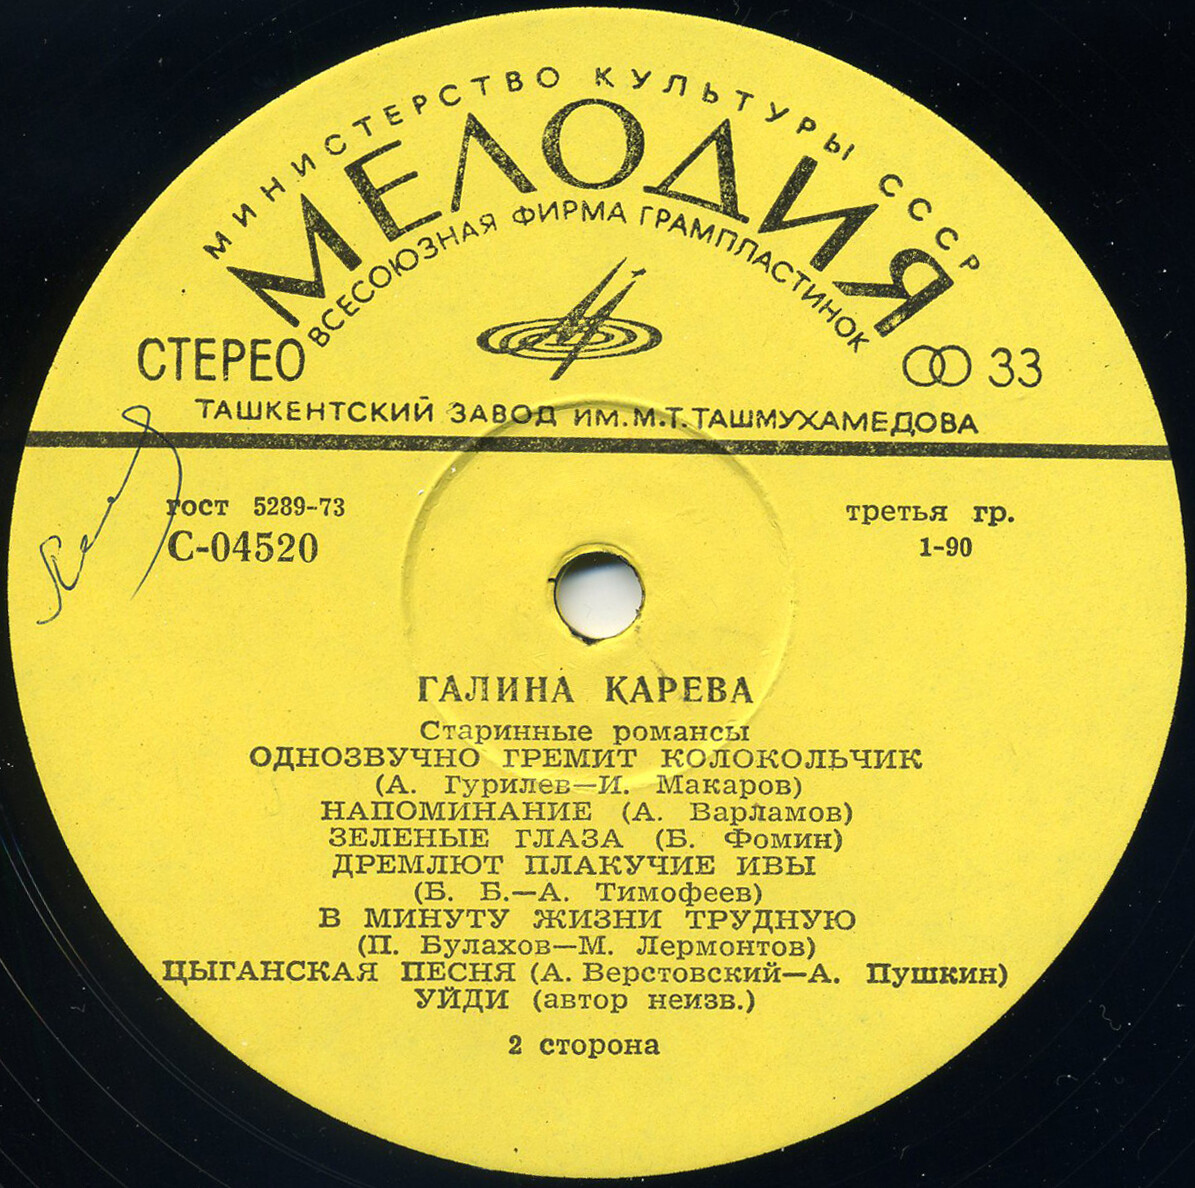 МИНИСТЕРСТВО КУЛЬТУРЫ СССР
МЕЛОДИЯ
ВСЕСОЮЗНАЯ ФИРМА ГРАМПЛАСТИНОК
СТЕРЕО
33
ТАШКЕНТСКИЙ ЗАВОД ИМ. М.Т. ТАШМУХАМЕДОВА
гост 5289-73
третья гр.
С-04520
1-90
ГАЛИНА КАРЕВА
Старинные романсы
ОДНОЗВУЧНО ГРЕМИТ КОЛОКОЛЬЧИК
(А. Гурилев—И. Макаров)
НАПОМИНАНИЕ (А. Варламов)
ЗЕЛЕНЫЕ ГЛАЗА (Б. Фомин)
ДРЕМЛЮТ ПЛАКУЧИЕ ИВЫ
(Б. Б.—А. Тимофеев)
В МИНУТУ ЖИЗНИ ТРУДНУЮ
(П. Булахов—М. Лермонтов)
ЦЫГАНСКАЯ ПЕСНЯ (А. Верстовский—А. Пушкин)
УЙДИ (автор неизв.)
2 сторона